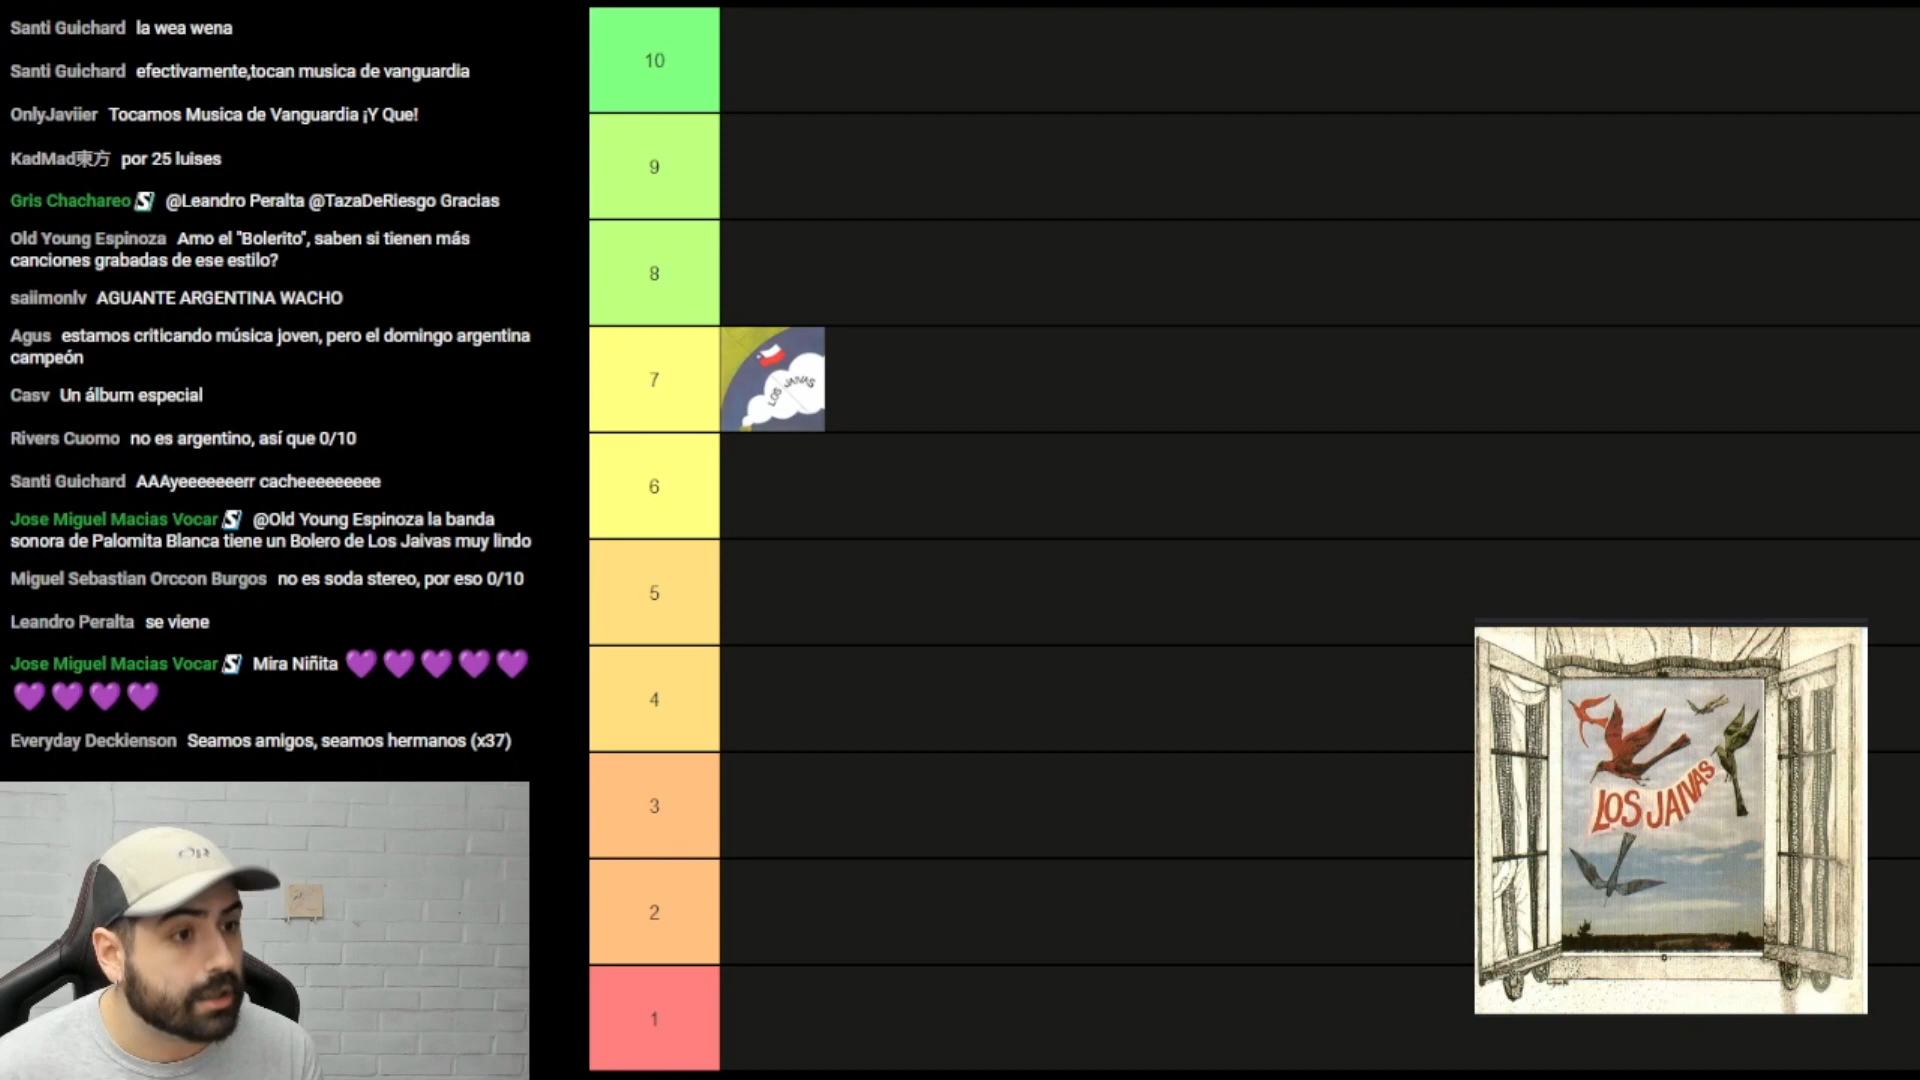 Santi Guichard la wea wena
Santi Guichard efectivamente,tocan musica de vanguardia
OnlyJaviier Tocamos Musica de Vanguardia ¡Y Que!
KadMad東方 por 25 luises
Gris Chachareo S @Leandro Peralta @TazaDeRiesgo Gracias
Old Young Espinoza Amo el "Bolerito", saben si tienen más
canciones grabadas de ese estilo?
saiimonlv AGUANTE ARGENTINA WACHO
Agus estamos criticando música joven, pero el domingo argentina
campeón
Casv Un álbum especial
Rivers Cuomo no es argentino, así que 0/10
Santi Guichard AAAyeeeeeeerr cacheeeeeeeee
Jose Miguel Macias Vocar S @Old Young Espinoza la banda
sonora de Palomita Blanca tiene un Bolero de Los Jaivas muy lindo
Miguel Sebastian Orccon Burgos no es soda stereo, por eso 0/10
Leandro Peralta se viene
Jose Miguel Macias Vocar S Mira Niñita 💜💜💜💜💜
💜💜💜💜
Everyday Deckienson Seamos amigos, seamos hermanos (x37)
OR
10
9
8
7
LOS JAIVAS
6
5
4
3
2
1
LOS JAIVAS